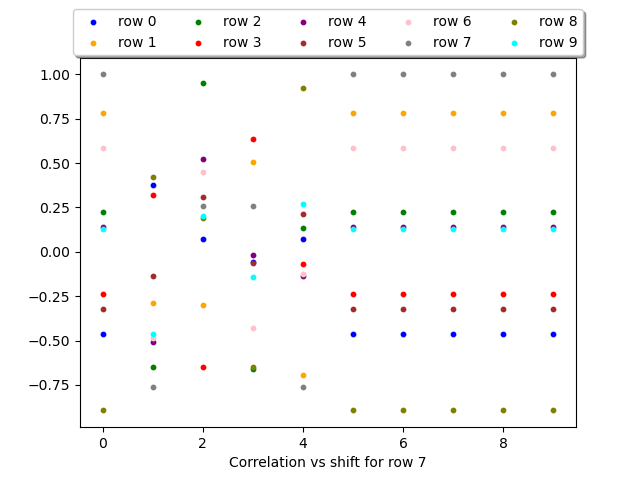 row 0 row 2 row 4 row 6 row 8
row 1 row 3 row 5 row 7 row 9
1.00
0.75
0.50
0.25
0.00
−0.25
−0.50
−0.75
0 2 4 6 8
Correlation vs shift for row 7